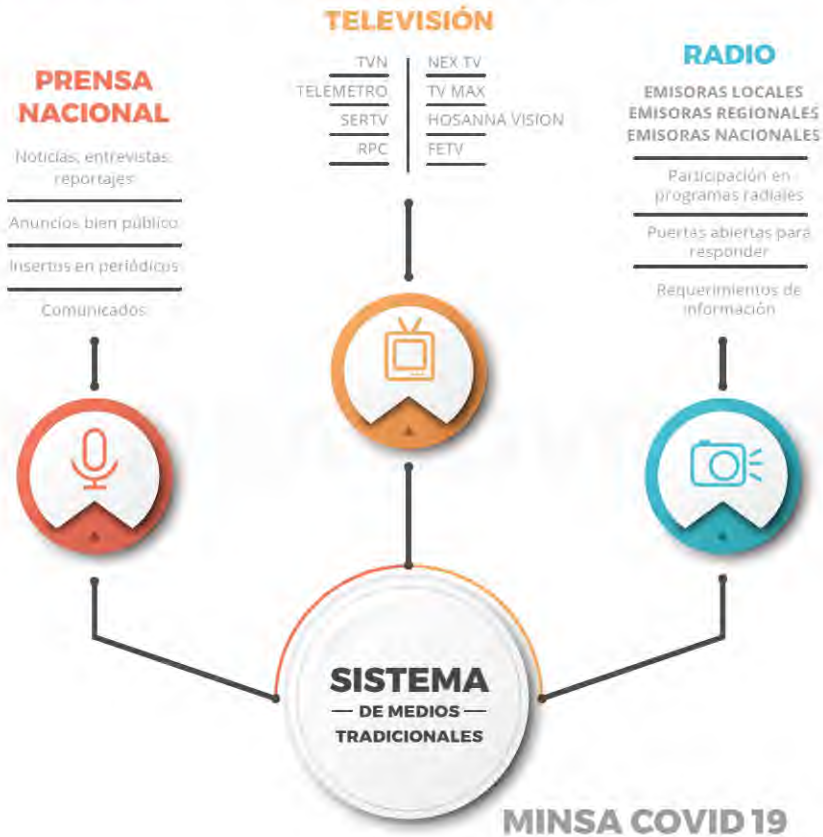 TELEVISIÓN
TVN
TELEMETRO
SERTV
RPC
NEX TV
TV MAX
HOSANNA VISION
FETV
PRENSA
NACIONAL
Noticias, entrevistas,
reportajes
Anuncios bien público
Insertos en periódicos
Comunicados
RADIO
EMISORAS LOCALES
EMISORAS REGIONALES
EMISORAS NACIONALES
Participación en
programas radiales
Puertas abiertas para
responder
Requerimientos de
información
SISTEMA
DE MEDIOS
TRADICIONALES
MINSA COVID 19